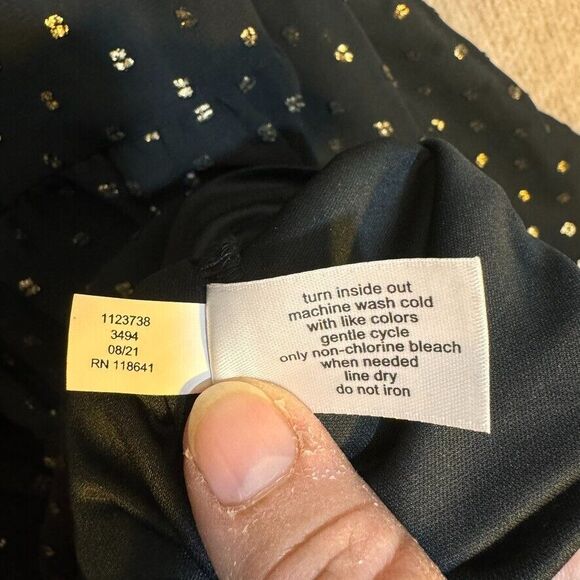 1123738
3494
08/21
RN 118641
turn inside out
machine wash cold
with like colors
gentle cycle
only non-chlorine bleach
when needed
line dry
do not iron